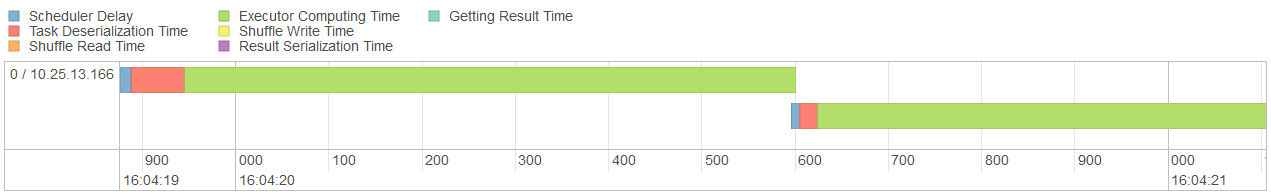 Scheduler Delay Executor Computing Time Getting Result Time
Task Deserialization Time Shuffle Write Time
Shuffle Read Time Result Serialization Time
0 / 10.25.13.166
900 000 100 200 300 400 500 600 700 800 900 000
16:04:19 16:04:20 16:04:21